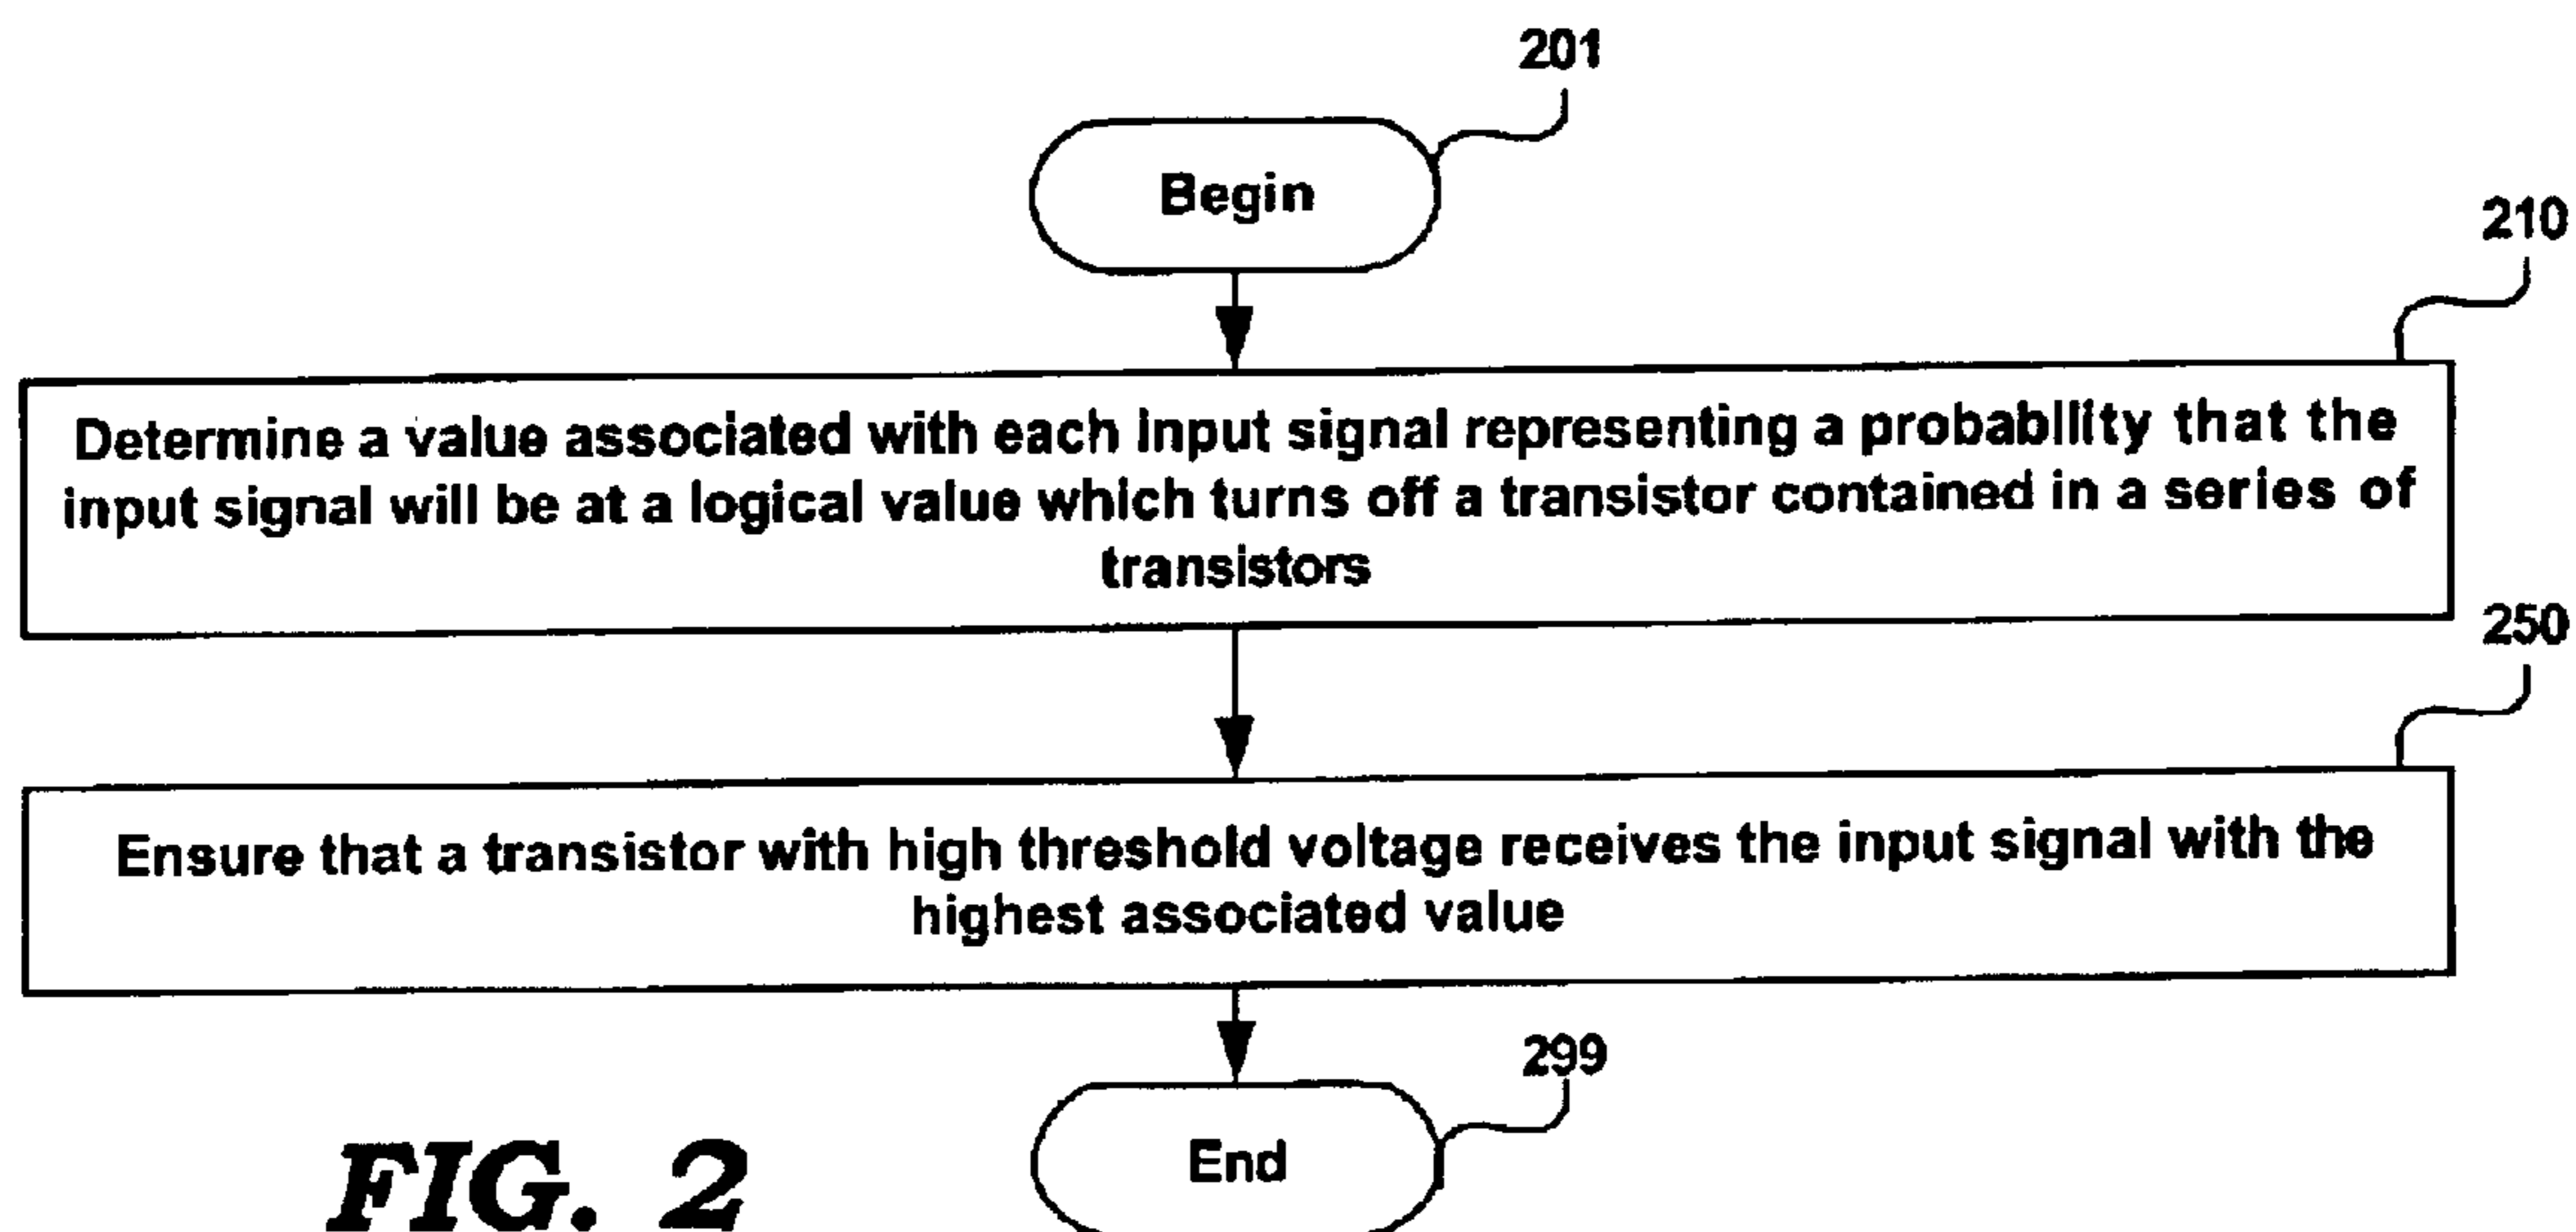 201
Begin
210
Determine a value associated with each input signal representing a probability that the
input signal will be at a logical value which turns off a transistor contained in a series of
transistors
250
Ensure that a transistor with high threshold voltage receives the input signal with the
highest associated value
299
End
FIG. 2